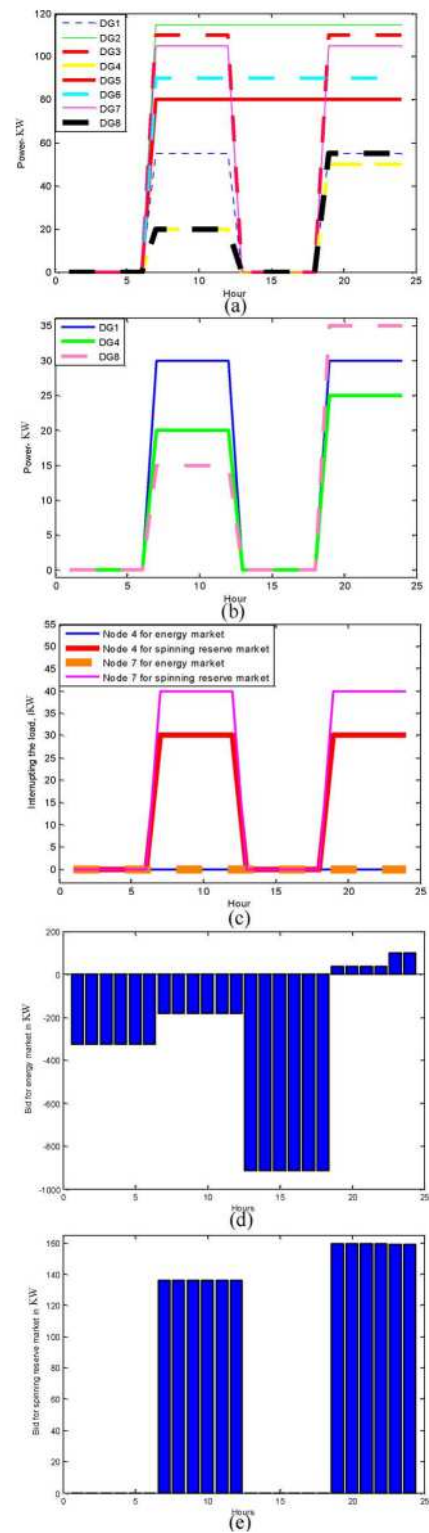 120
100
80
60
40
20
0
Power- KW
DG1
DG2
DG3
DG4
DG5
DG6
DG7
DG8
0 5 10 15 20 25
Hour
(a)
35
30
25
20
15
10
5
0
Power- KW
DG1
DG4
DG8
0 5 10 15 20 25
Hour
(b)
55
50
45
40
35
30
25
20
15
10
5
0
Interrupting the load,
KW
Node 4 for energy market
Node 4 for spinning reserve market
Node 7 for energy market
Node 7 for spinning reserve market
0 5 10 15 20 25
Hour
(c)
200
0
-200
-400
-600
-800
-1000
Bid for energy market in KW
0 5 10 15 20 25
Hours
(d)
160
140
120
100
80
60
40
20
0
Bid for spinning reserve market in KW
0 5 10 15 20 25
Hours
(e)